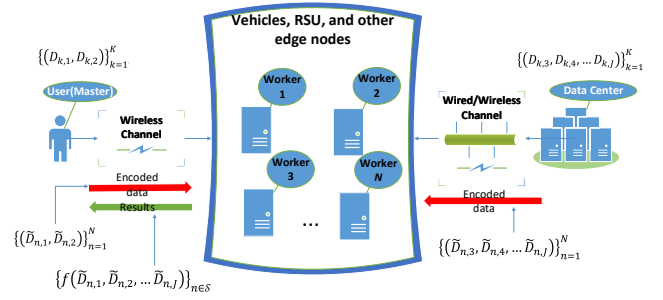 Vehicles, RSU, and other
edge nodes
{(D_{k,1}, D_{k,2})}_{k=1}^{K}
User(Master)
Wireless
Channel
Encoded
data
Results
{(D̃_{n,1}, D̃_{n,2})}_{n=1}^{N}
{f(D̃_{n,1}, D̃_{n,2}, … D̃_{n,J})}_{n∈𝒮}
Worker
1
Worker
2
Worker
3
Worker
N
…
{(D_{k,3}, D_{k,4}, … D_{k,J})}_{k=1}^{K}
Data Center
Wired/Wireless
Channel
Encoded
data
{(D̃_{n,3}, D̃_{n,4}, … D̃_{n,J})}_{n=1}^{N}